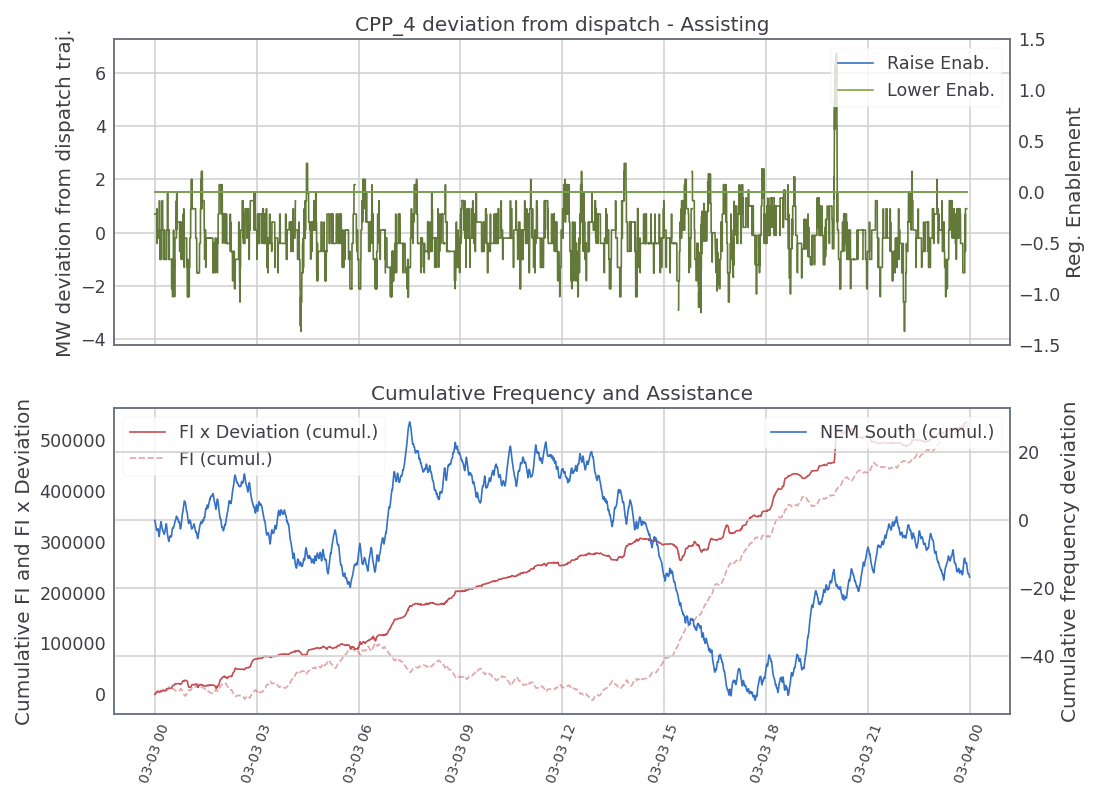 CPP_4 deviation from dispatch - Assisting
MW deviation from dispatch traj.
6
4
2
0
−2
−4
Raise Enab.
Lower Enab.
1.5
1.0
0.5
0.0
−0.5
−1.0
−1.5
Reg. Enablement
Cumulative Frequency and Assistance
Cumulative FI and FI x Deviation
500000
400000
300000
200000
100000
0
FI x Deviation (cumul.)
FI (cumul.)
NEM South (cumul.)
20
0
−20
−40
Cumulative frequency deviation
03-03 00
03-03 03
03-03 06
03-03 09
03-03 12
03-03 15
03-03 18
03-03 21
03-04 00